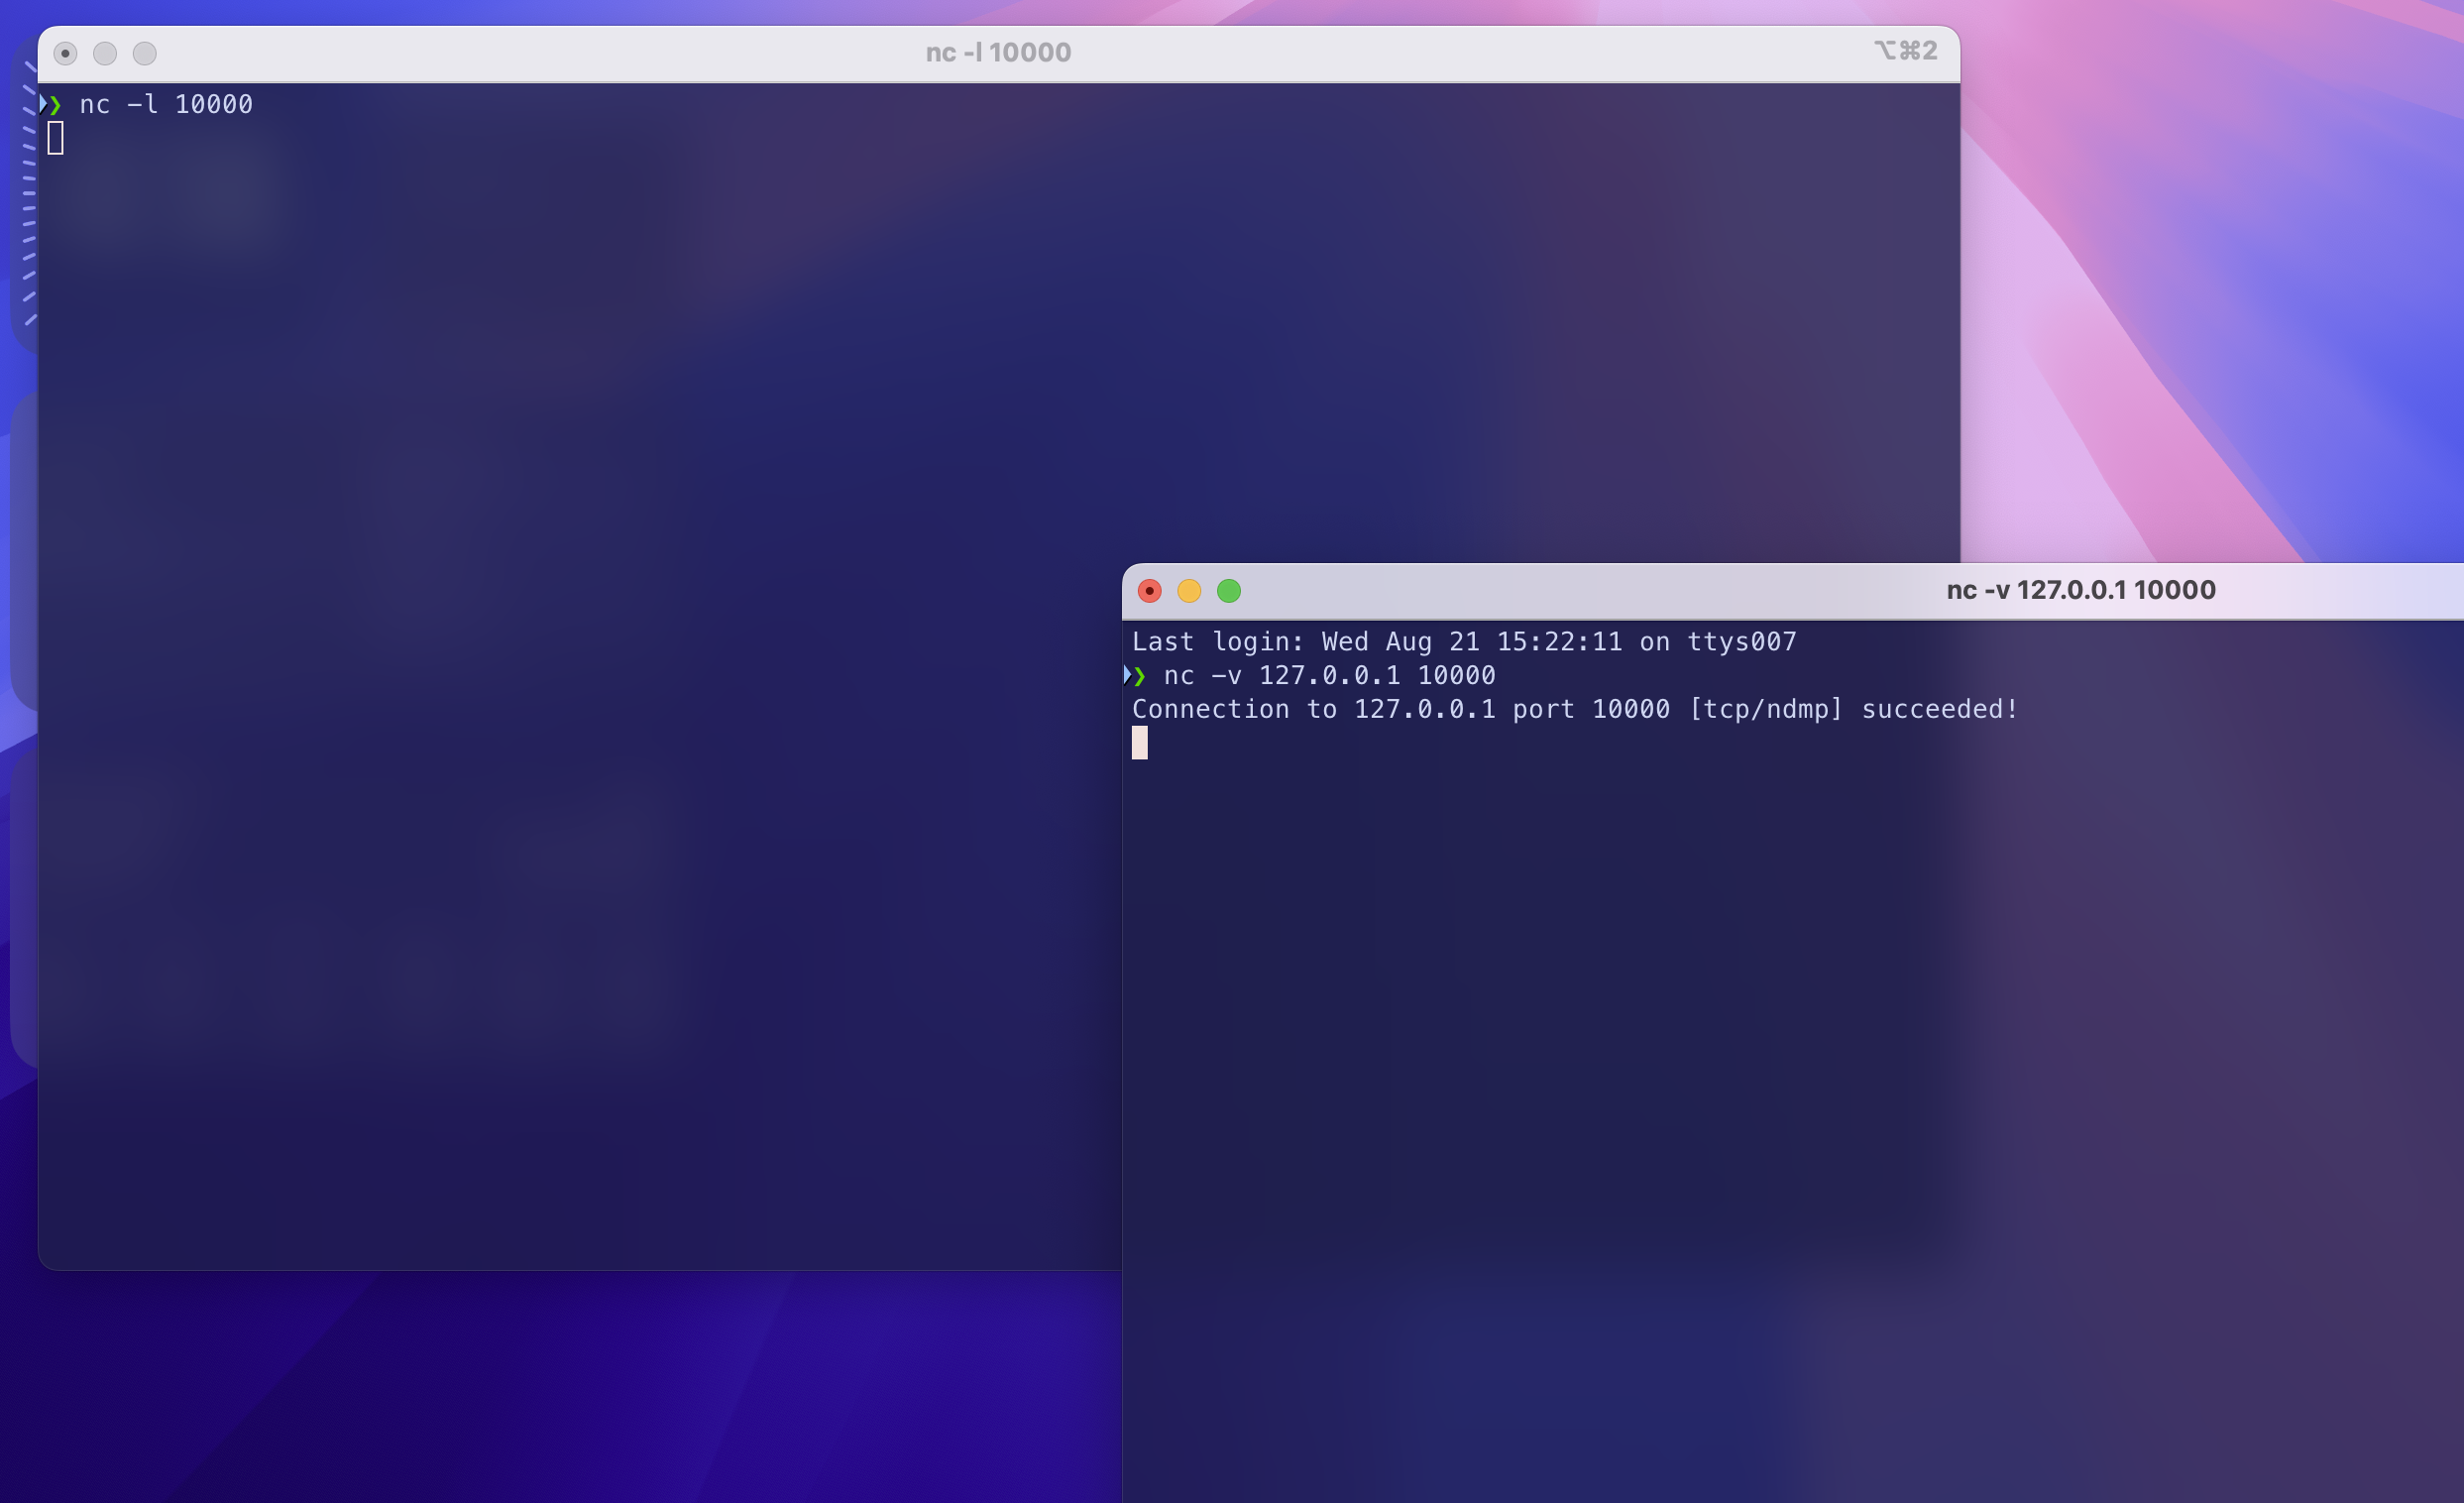 nc -l 10000
⌥⌘2
❯ nc -l 10000
nc -v 127.0.0.1 10000
Last login: Wed Aug 21 15:22:11 on ttys007
❯ nc -v 127.0.0.1 10000
Connection to 127.0.0.1 port 10000 [tcp/ndmp] succeeded!